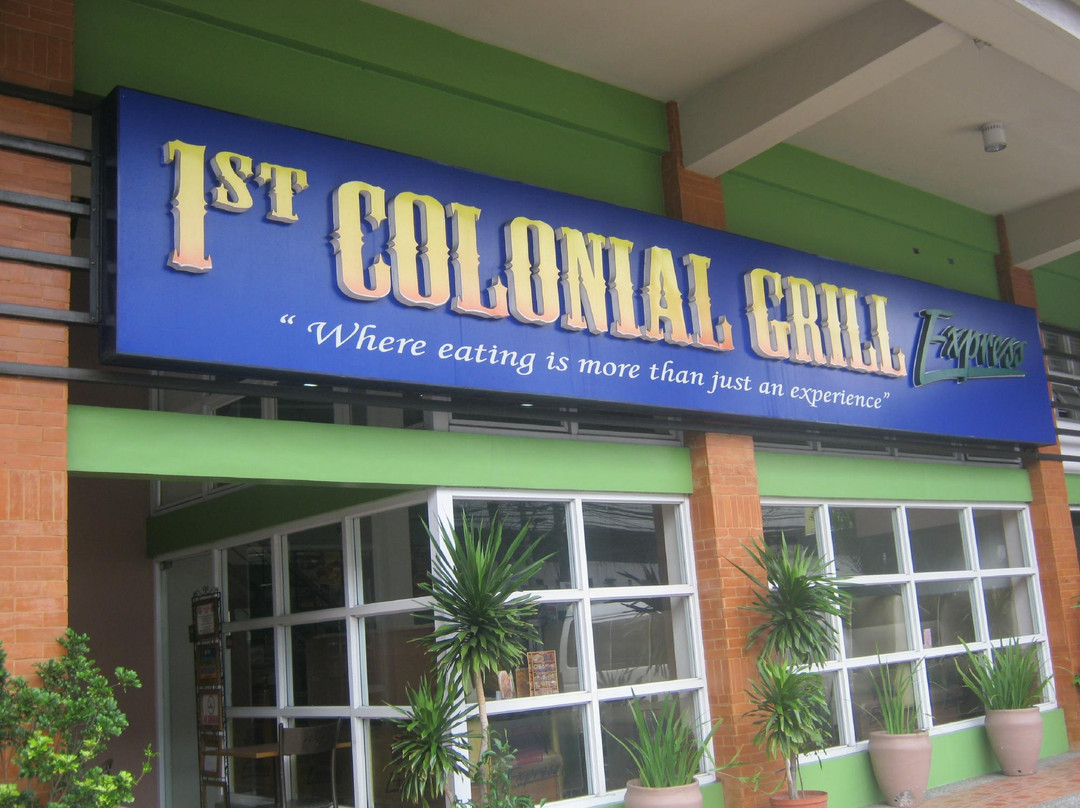 1ST COLONIAL GRILL Express
“Where eating is more than just an experience”